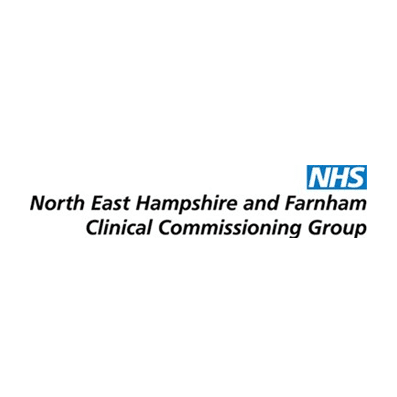 NHS
North East Hampshire and Farnham
Clinical Commissioning Group